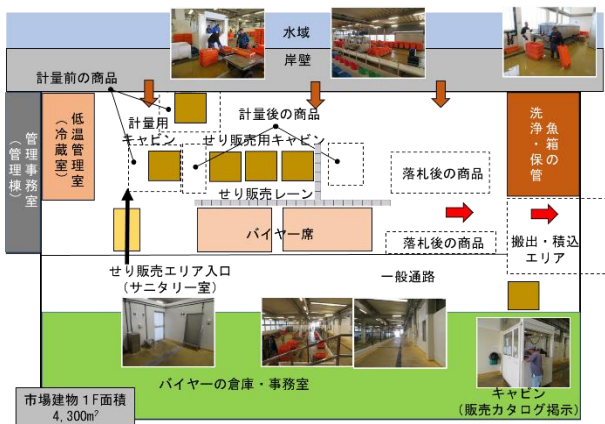 水域
岸壁
計量前の商品
計量用
キャビン
計量後の商品
せり販売用キャビン
管理事務室
(管理棟)
低温管理室
(冷蔵室)
魚箱の
洗浄・保管
せり販売レーン
落札後の商品
バイヤー席
落札後の商品
搬出・積込
エリア
せり販売エリア入口
(サニタリー室)
一般通路
バイヤーの倉庫・事務室
キャビン
(販売カタログ掲示)
市場建物1F面積
4,300m²